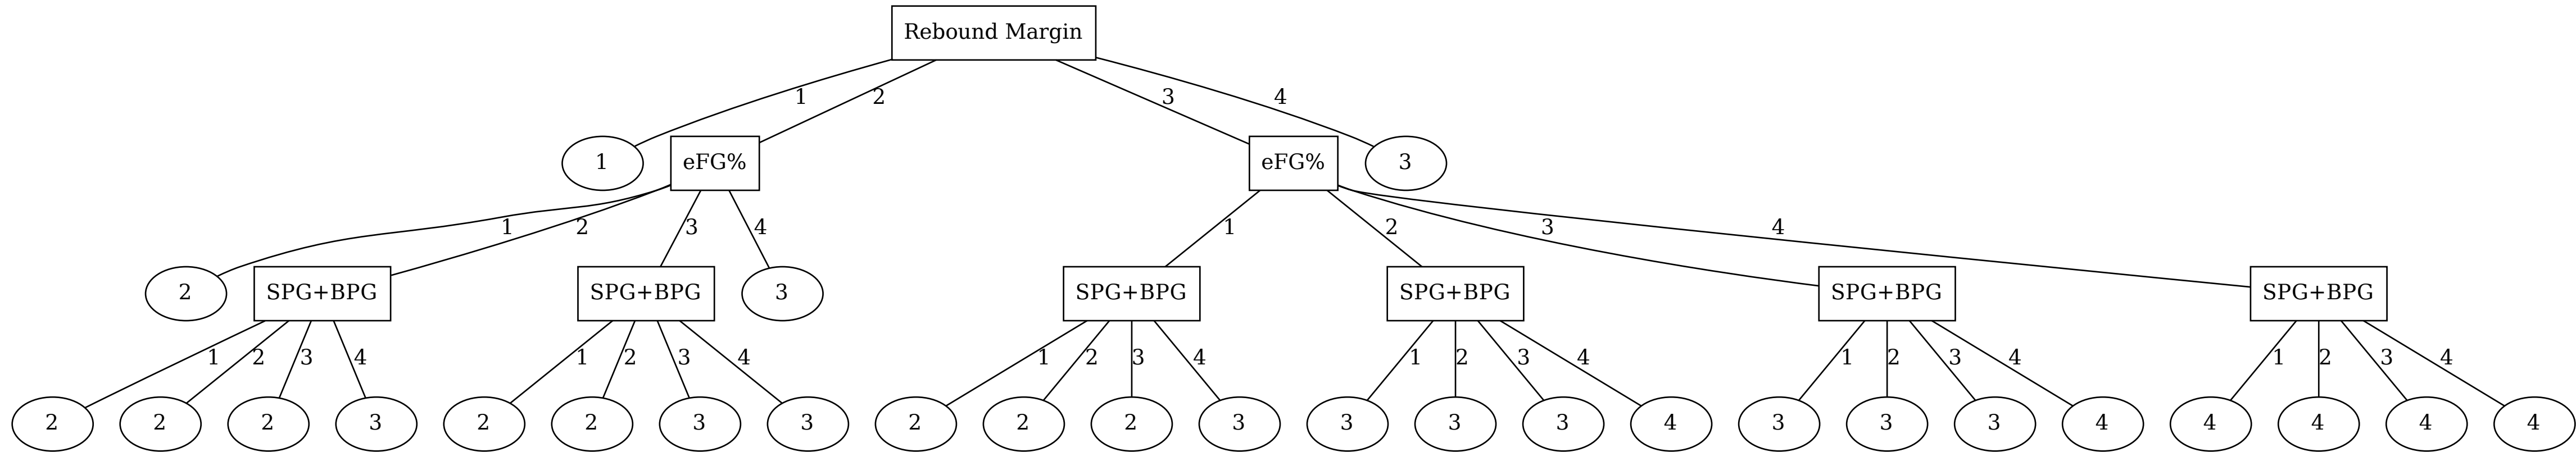 Rebound Margin
1 2 3 4
1 eFG% eFG% 3
1 2 3 4 1 2 3 4
2 SPG+BPG SPG+BPG 3 SPG+BPG SPG+BPG SPG+BPG SPG+BPG
1 2 3 4 1 2 3 4 1 2 3 4 1 2 3 4 1 2 3 4 1 2 3 4
2 2 2 3 2 2 3 3 2 2 2 3 3 3 3 4 3 3 3 4 4 4 4 4